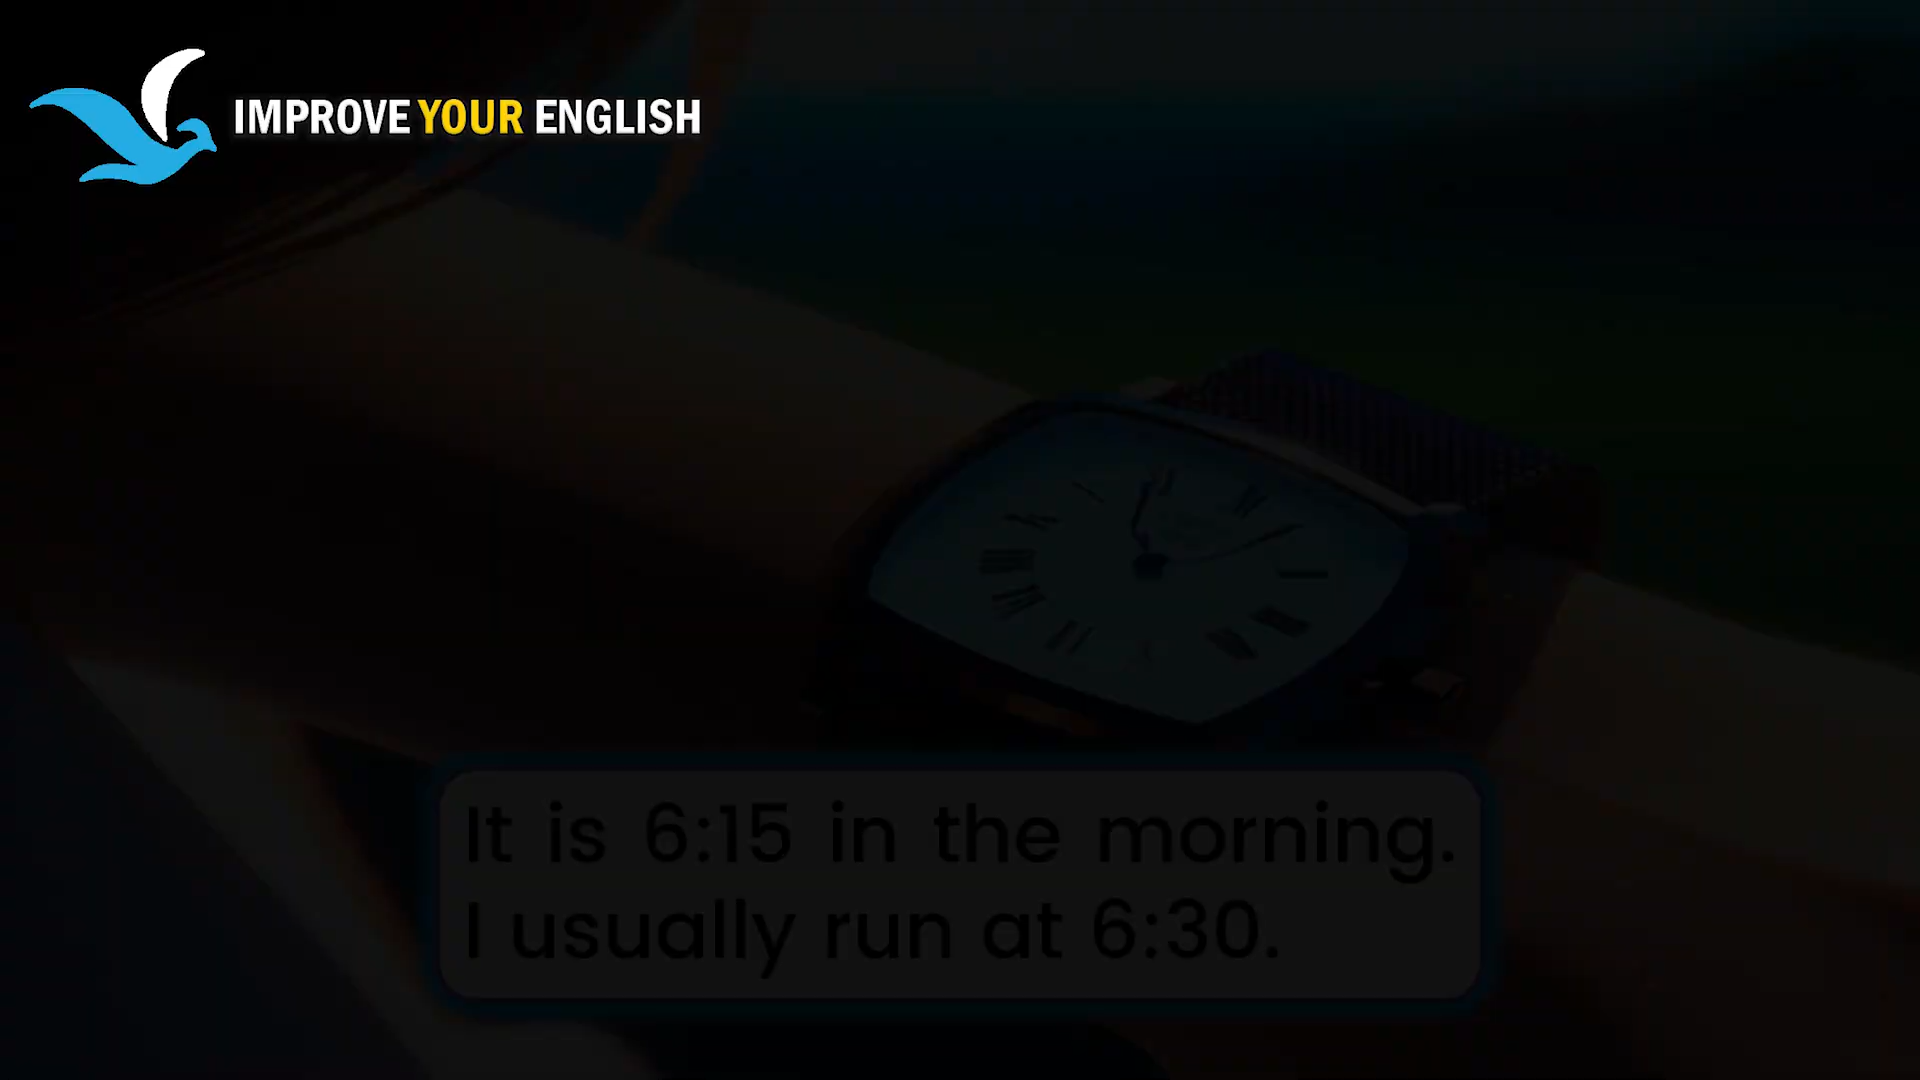 IMPROVE YOUR ENGLISH
It is 6:15 in the morning.
I usually run at 6:30.